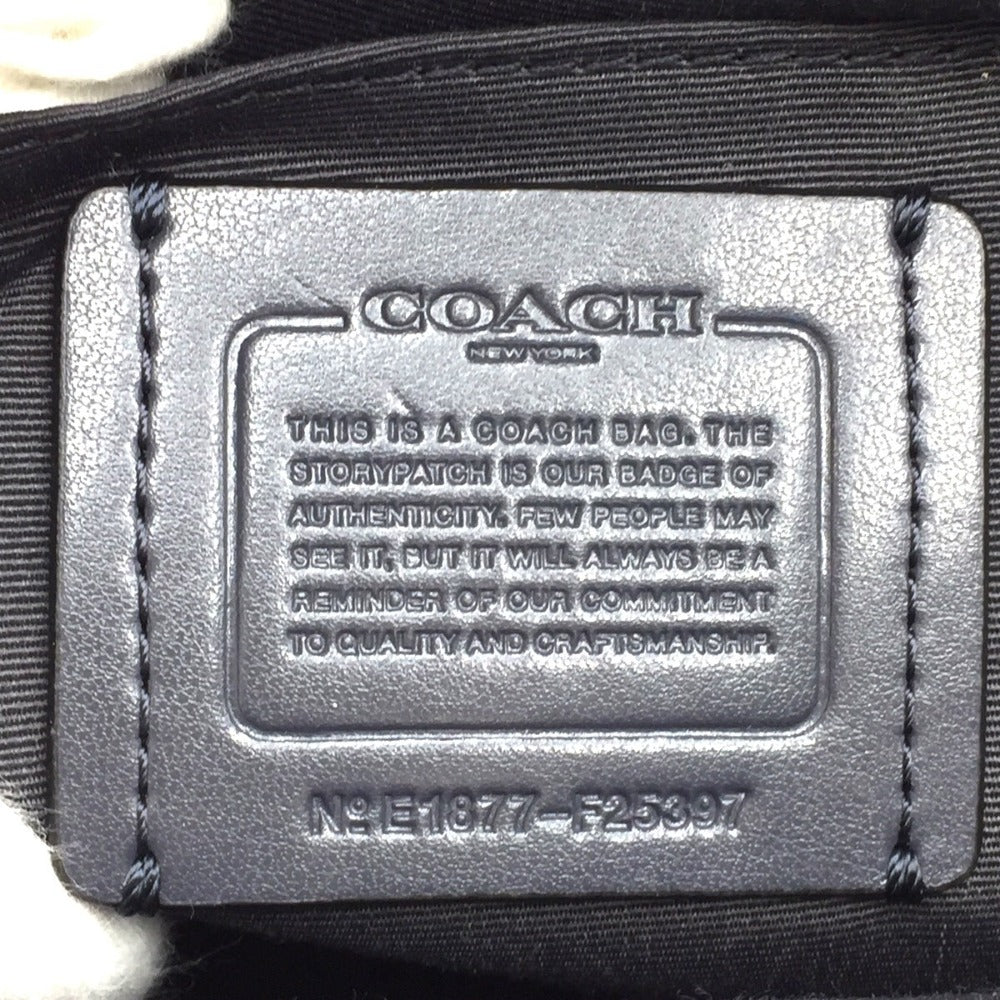 COACH
NEW YORK
THIS IS A COACH BAG. THE
STORYPATCH IS OUR BADGE OF
AUTHENTICITY. FEW PEOPLE MAY
SEE IT, BUT IT WILL ALWAYS BE A
REMINDER OF OUR COMMITMENT
TO QUALITY AND CRAFTSMANSHIP.
Nº E1877-F25397